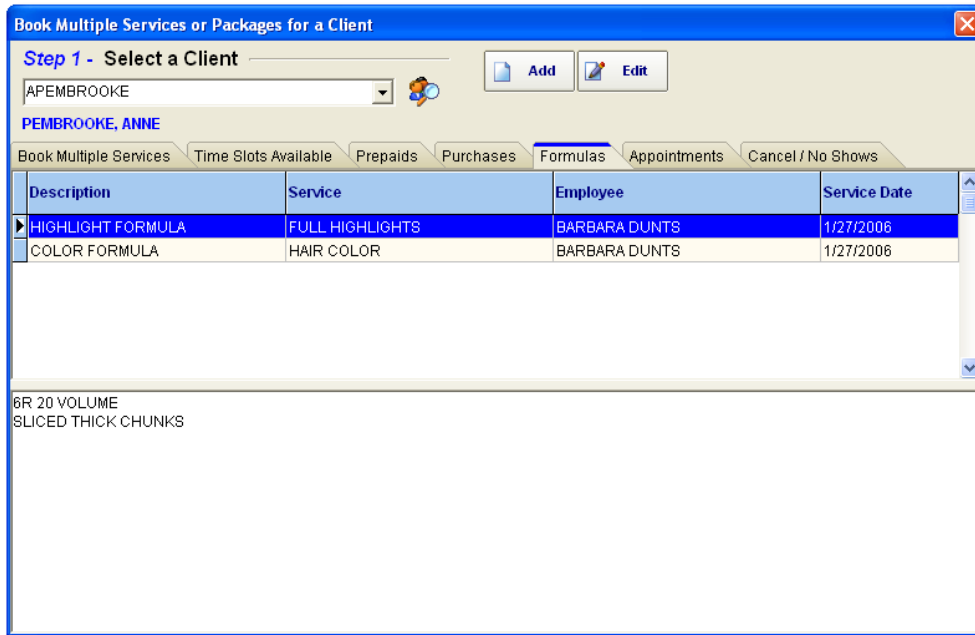 Book Multiple Services or Packages for a Client
Step 1 - Select a Client
Add Edit
APEMBROOKE
PEMBROOKE, ANNE
Book Multiple Services Time Slots Available Prepaids Purchases Formulas Appointments Cancel / No Shows
Description Service Employee Service Date
HIGHLIGHT FORMULA FULL HIGHLIGHTS BARBARA DUNTS 1/27/2006
COLOR FORMULA HAIR COLOR BARBARA DUNTS 1/27/2006
6R 20 VOLUME
SLICED THICK CHUNKS